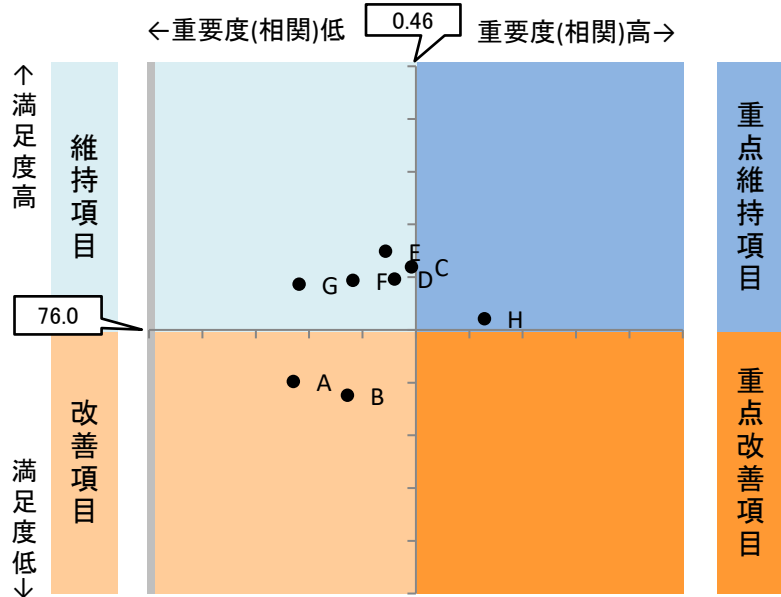 ←重要度(相関)低
0.46
重要度(相関)高→
↑満足度高
維持項目
重点維持項目
E
C
G
F
D
H
76.0
A
B
改善項目
重点改善項目
満足度低↓